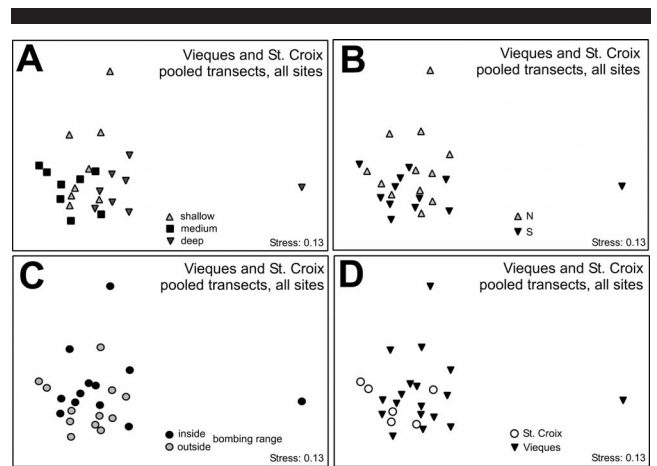 A
Vieques and St. Croix
pooled transects, all sites
shallow
medium
deep
Stress: 0.13
B
Vieques and St. Croix
pooled transects, all sites
N
S
Stress: 0.13
C
Vieques and St. Croix
pooled transects, all sites
inside
bombing range
outside
Stress: 0.13
D
Vieques and St. Croix
pooled transects, all sites
St. Croix
Vieques
Stress: 0.13